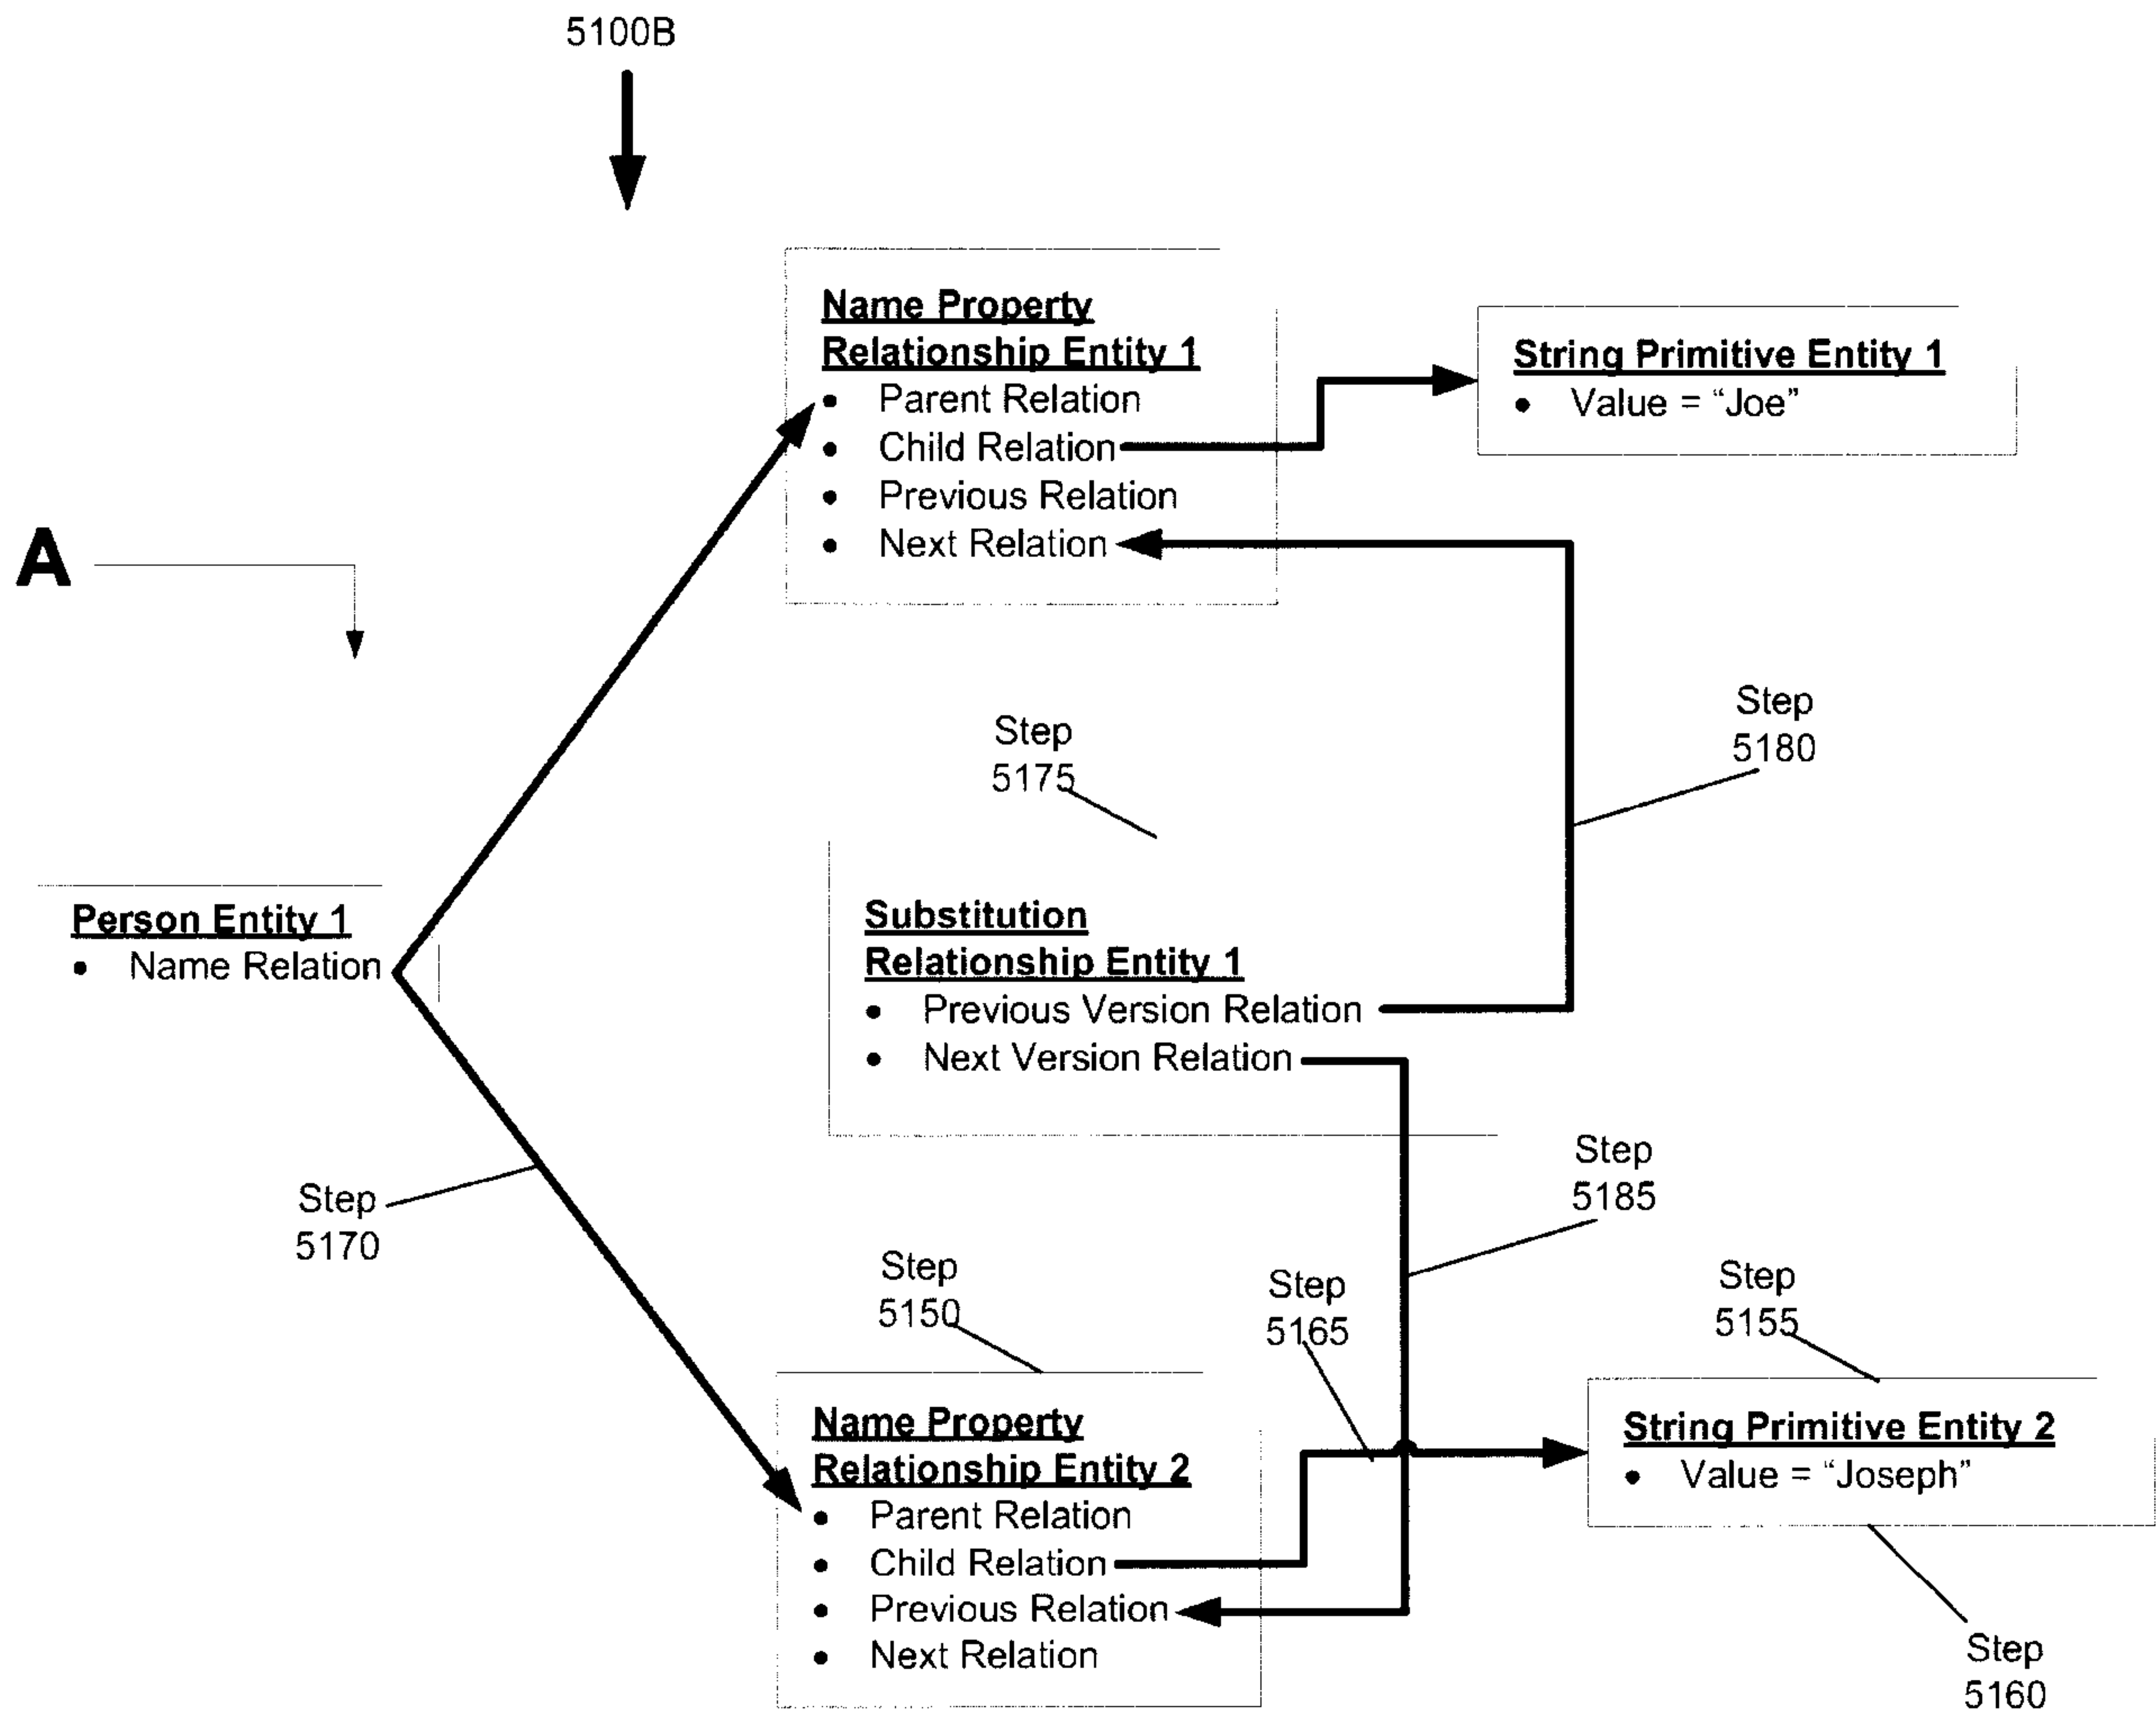 5100B
Name Property
Relationship Entity 1
• Parent Relation
• Child Relation
• Previous Relation
• Next Relation
String Primitive Entity 1
• Value = “Joe”
A
Step
5180
Step
5175
Person Entity 1
• Name Relation
Substitution
Relationship Entity 1
• Previous Version Relation
• Next Version Relation
Step
5170
Step
5185
Step
5150
Step
5165
Step
5155
Name Property
Relationship Entity 2
• Parent Relation
• Child Relation
• Previous Relation
• Next Relation
String Primitive Entity 2
• Value = “Joseph”
Step
5160